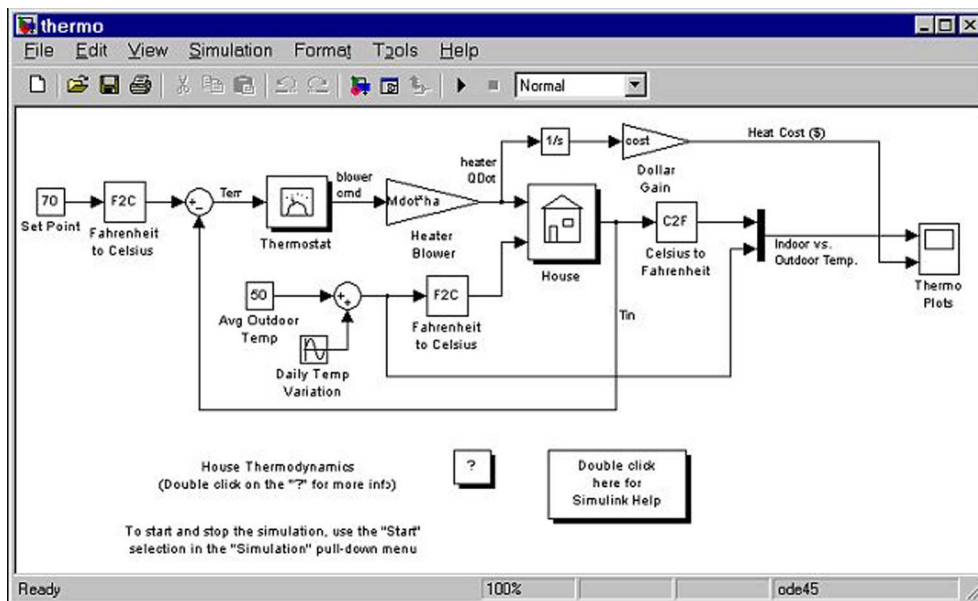 thermo
File Edit View Simulation Format Tools Help
Normal
1/s
cost
Heat Cost ($)
Dollar
Gain
heater
QDot
blower
cmd
70
Set Point
F2C
Fahrenheit
to Celsius
+
-
Terr
Thermostat
Mdot*ha
Heater
Blower
House
C2F
Celsius to
Fahrenheit
Indoor vs.
Outdoor Temp.
Thermo
Plots
50
Avg Outdoor
Temp
+
+
F2C
Fahrenheit
to Celsius
Tin
Daily Temp
Variation
House Thermodynamics
(Double click on the "?" for more info)
?
Double click
here for
Simulink Help
To start and stop the simulation, use the "Start"
selection in the "Simulation" pull-down menu
Ready 100% ode45